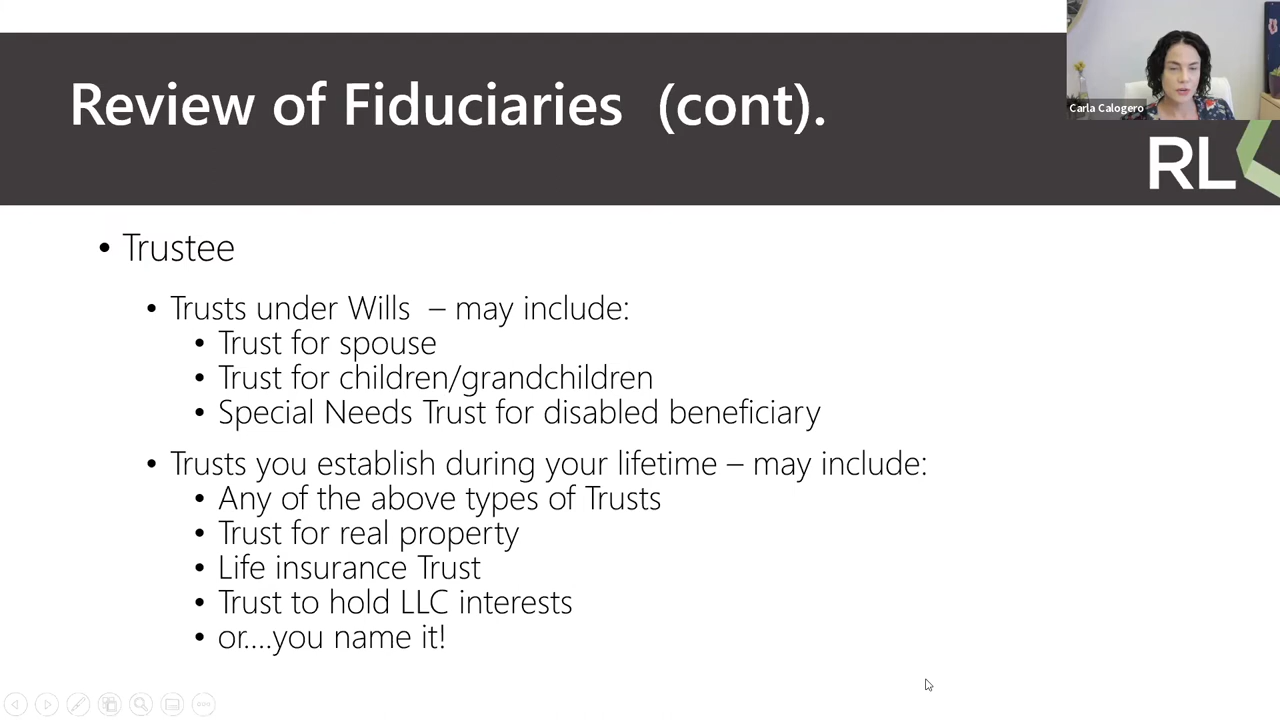 Review of Fiduciaries  (cont).
Carla Calogero
RL
• Trustee
• Trusts under Wills  – may include:
• Trust for spouse
• Trust for children/grandchildren
• Special Needs Trust for disabled beneficiary
• Trusts you establish during your lifetime – may include:
• Any of the above types of Trusts
• Trust for real property
• Life insurance Trust
• Trust to hold LLC interests
• or....you name it!